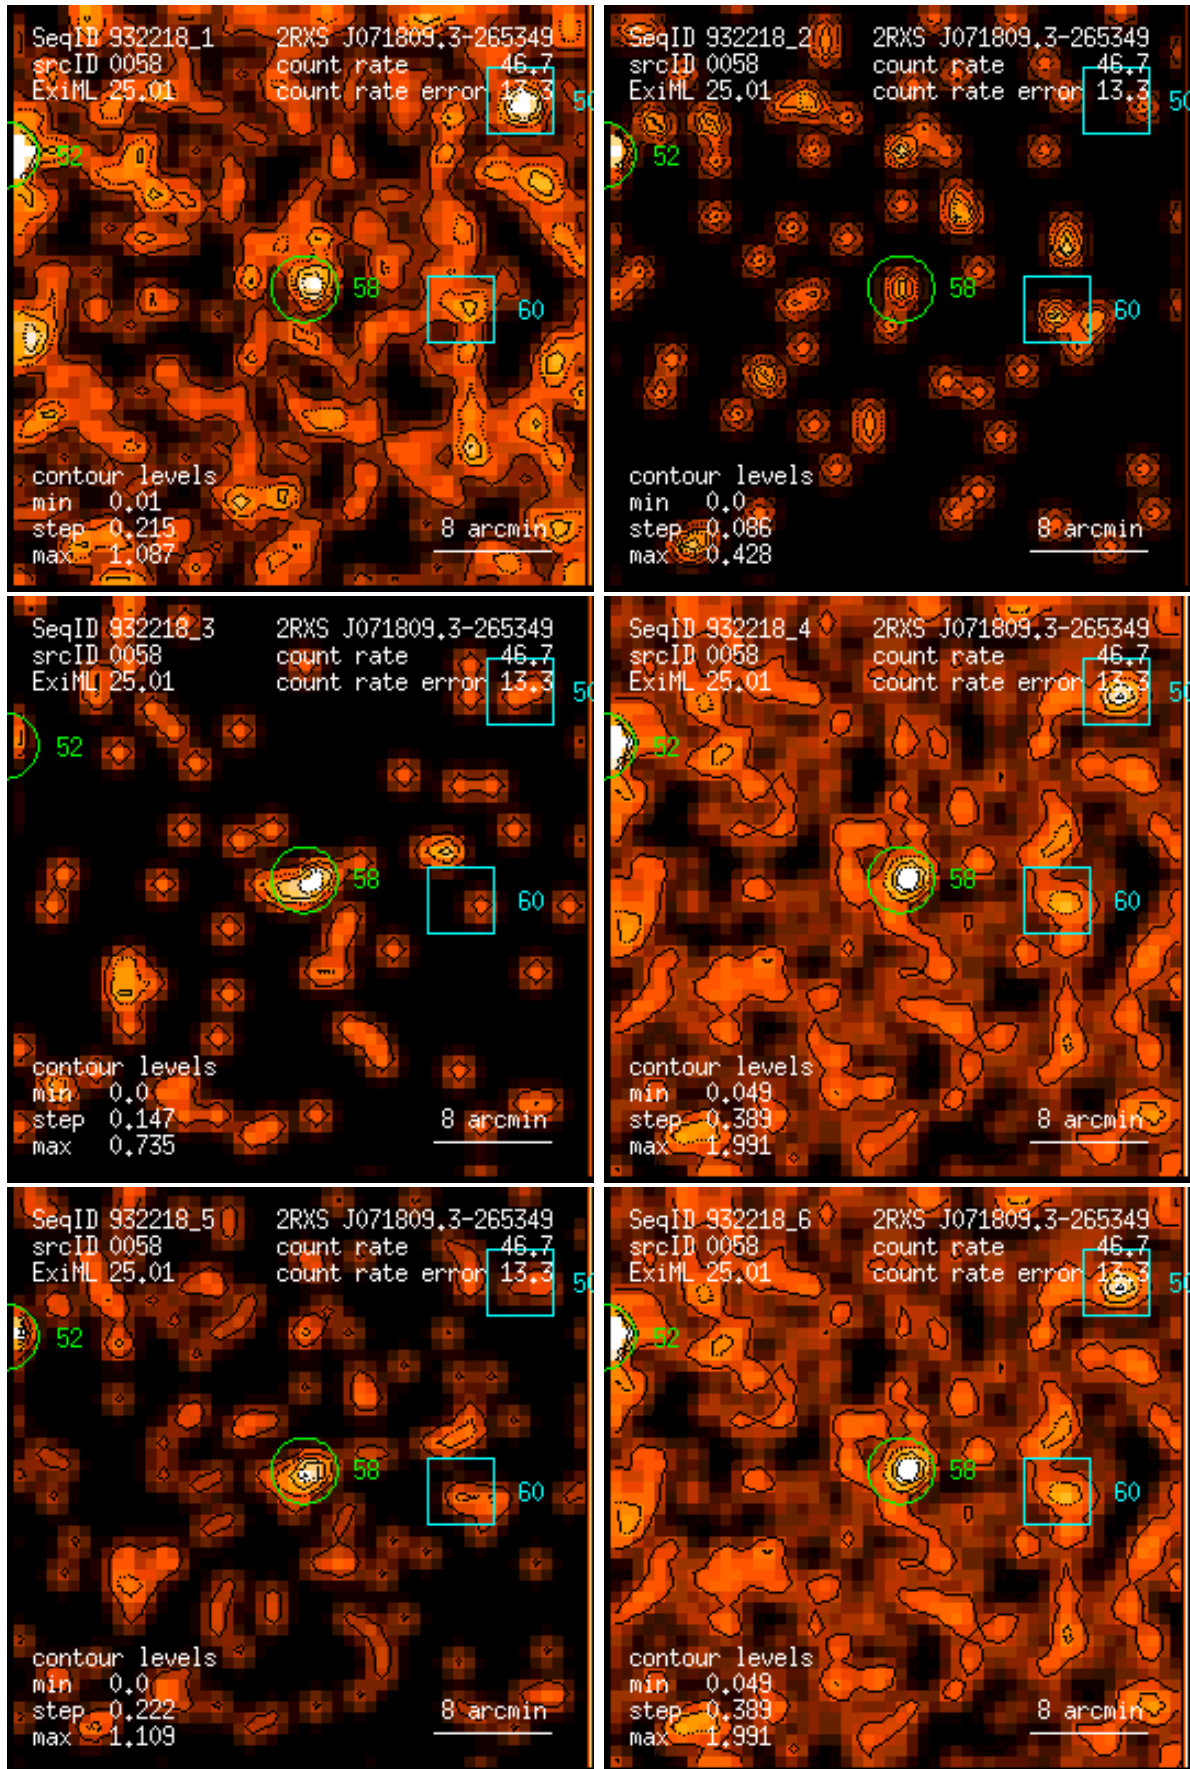 SeqID 932218_1 2RXS J071809.3-265349
srcID 0058 count rate 46.7
ExiML 25.01 count rate error 13.3
50
52
58
60
contour levels
min 0.01
step 0.215
max 1.087
8 arcmin
SeqID 932218_2 2RXS J071809.3-265349
srcID 0058 count rate 46.7
ExiML 25.01 count rate error 13.3
50
52
58
60
contour levels
min 0.0
step 0.086
max 0.428
8 arcmin
SeqID 932218_3 2RXS J071809.3-265349
srcID 0058 count rate 46.7
ExiML 25.01 count rate error 13.3
50
52
58
60
contour levels
min 0.0
step 0.147
max 0.735
8 arcmin
SeqID 932218_4 2RXS J071809.3-265349
srcID 0058 count rate 46.7
ExiML 25.01 count rate error 13.3
50
52
58
60
contour levels
min 0.049
step 0.389
max 1.991
8 arcmin
SeqID 932218_5 2RXS J071809.3-265349
srcID 0058 count rate 46.7
ExiML 25.01 count rate error 13.3
50
52
58
60
contour levels
min 0.0
step 0.222
max 1.109
8 arcmin
SeqID 932218_6 2RXS J071809.3-265349
srcID 0058 count rate 46.7
ExiML 25.01 count rate error 13.3
50
52
58
60
contour levels
min 0.049
step 0.389
max 1.991
8 arcmin